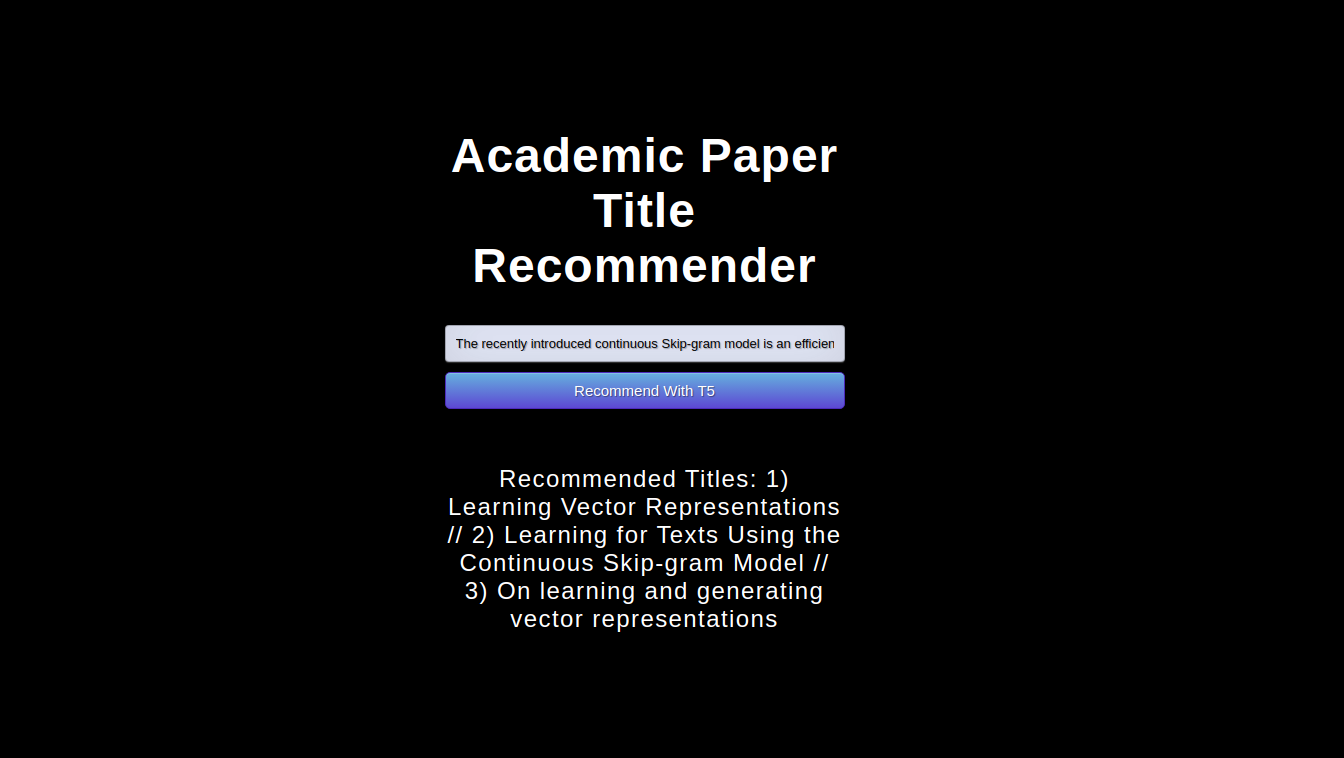 Academic Paper
Title
Recommender
The recently introduced continuous Skip-gram model is an efficien
Recommend With T5
Recommended Titles: 1)
Learning Vector Representations
// 2) Learning for Texts Using the
Continuous Skip-gram Model //
3) On learning and generating
vector representations